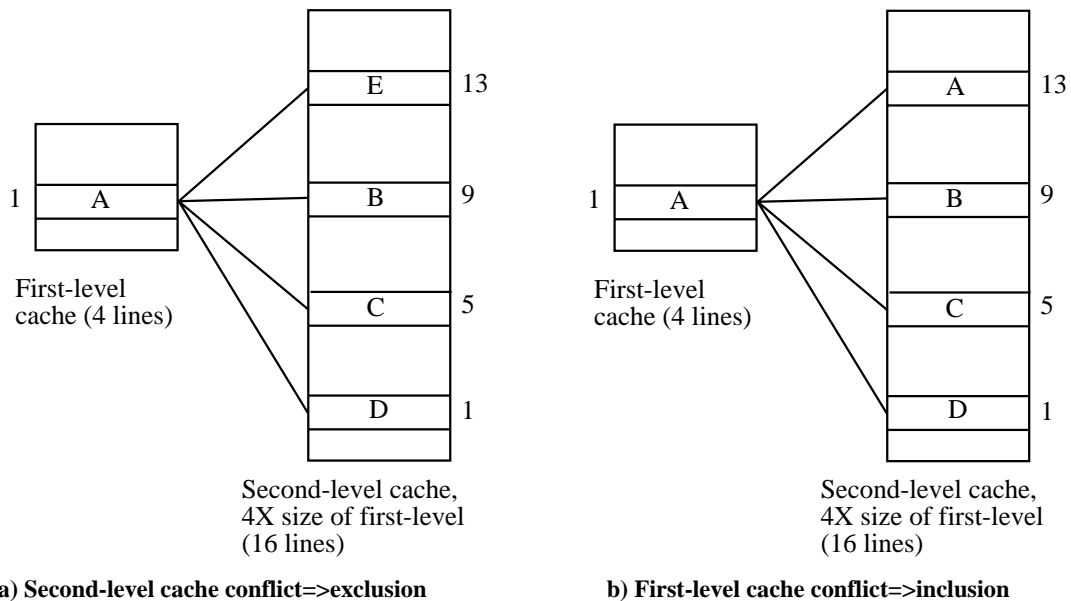 E
13
A
B
9
1
First-level
cache (4 lines)
C
5
D
1
Second-level cache,
4X size of first-level
(16 lines)
a) Second-level cache conflict=>exclusion
A
13
A
B
9
1
First-level
cache (4 lines)
C
5
D
1
Second-level cache,
4X size of first-level
(16 lines)
b) First-level cache conflict=>inclusion